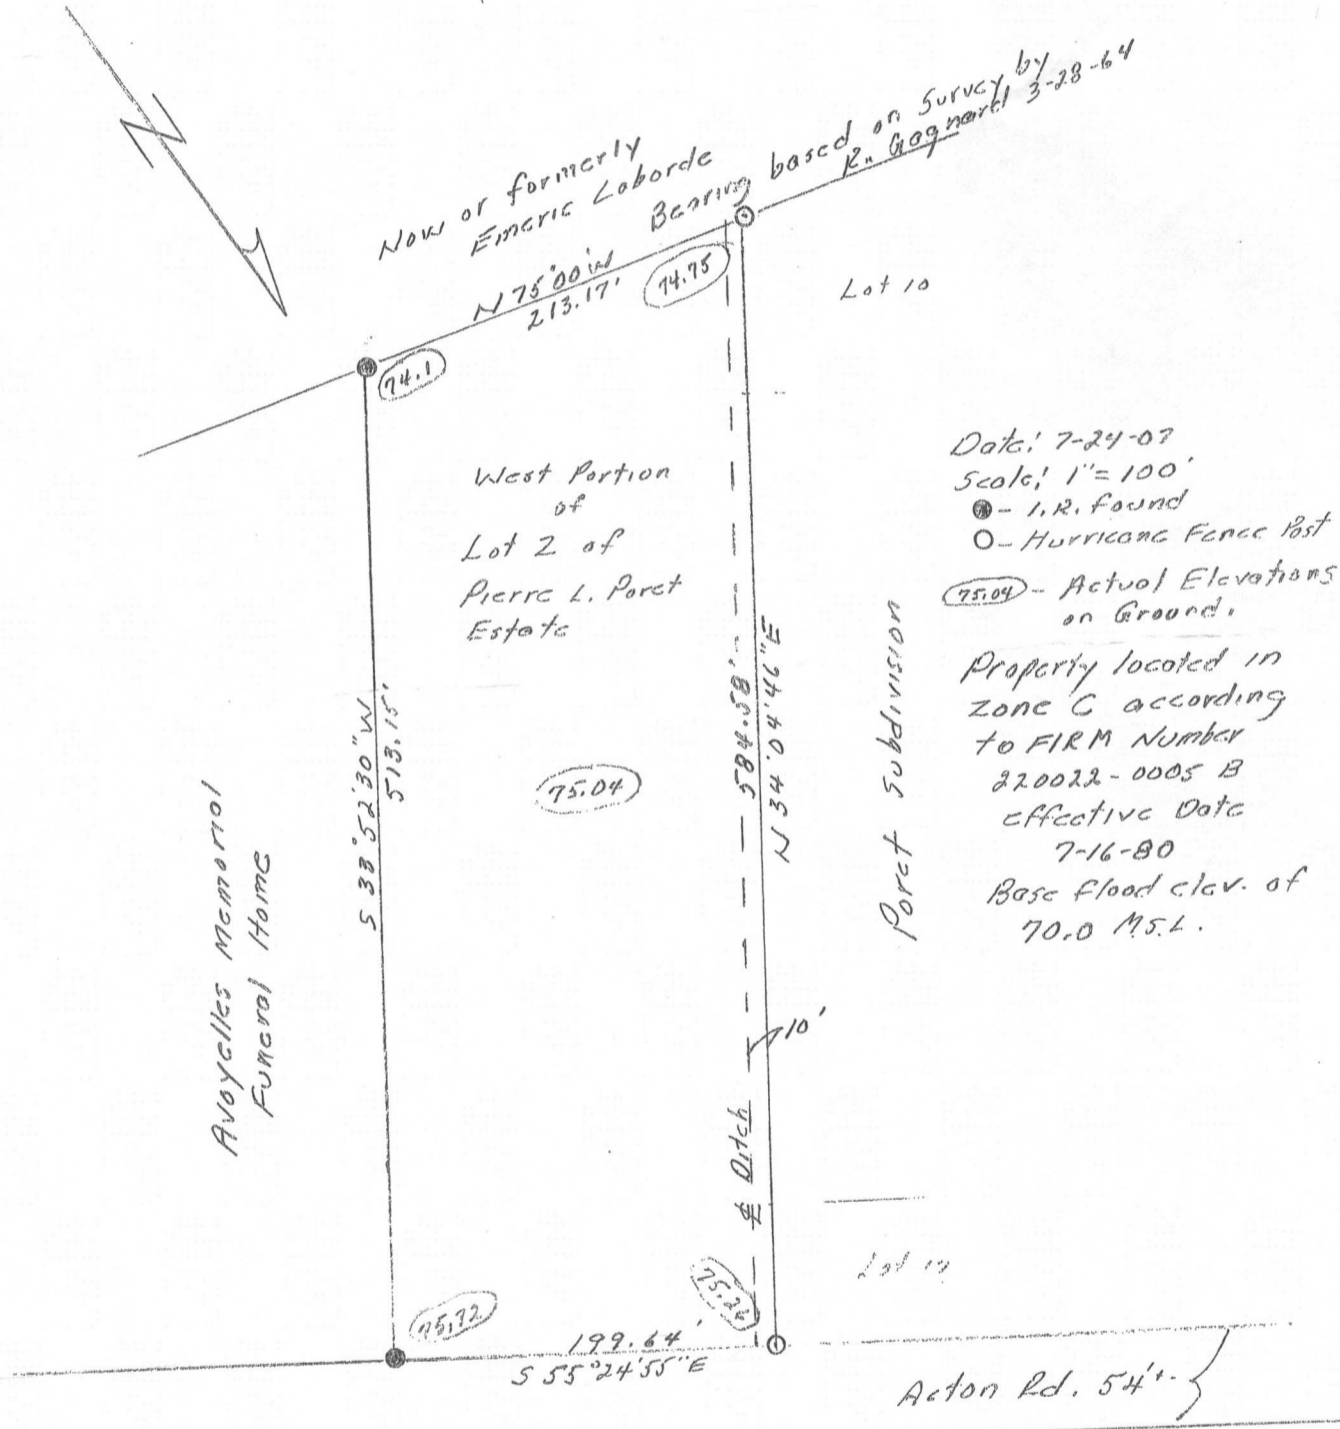 Now or formerly
Emeric Laborde
Bearing based on Survey by
R. Gagnard 3-28-64
N 75°00'W
213.17'
74.75
74.1
Lot 10
West Portion
of
Lot 2 of
Pierre L. Poret
Estate
Date: 7-24-07
Scale: 1"=100'
- I.R. found
- Hurricane Fence Post
75.04 - Actual Elevations
on Ground.
Property located in
zone C according
to FIRM Number
220022-0005 B
effective Date
7-16-80
Base flood elev. of
70.0 M.S.L.
S 33°52'30"W
513.15'
75.04
584.58'
N 34°04'46"E
Poret Subdivision
Avoyelles Memorial
Funeral Home
10'
℄ Ditch
75.72
75.26
199.64'
S 55°24'55"E
Lot
Acton Rd. 54'±